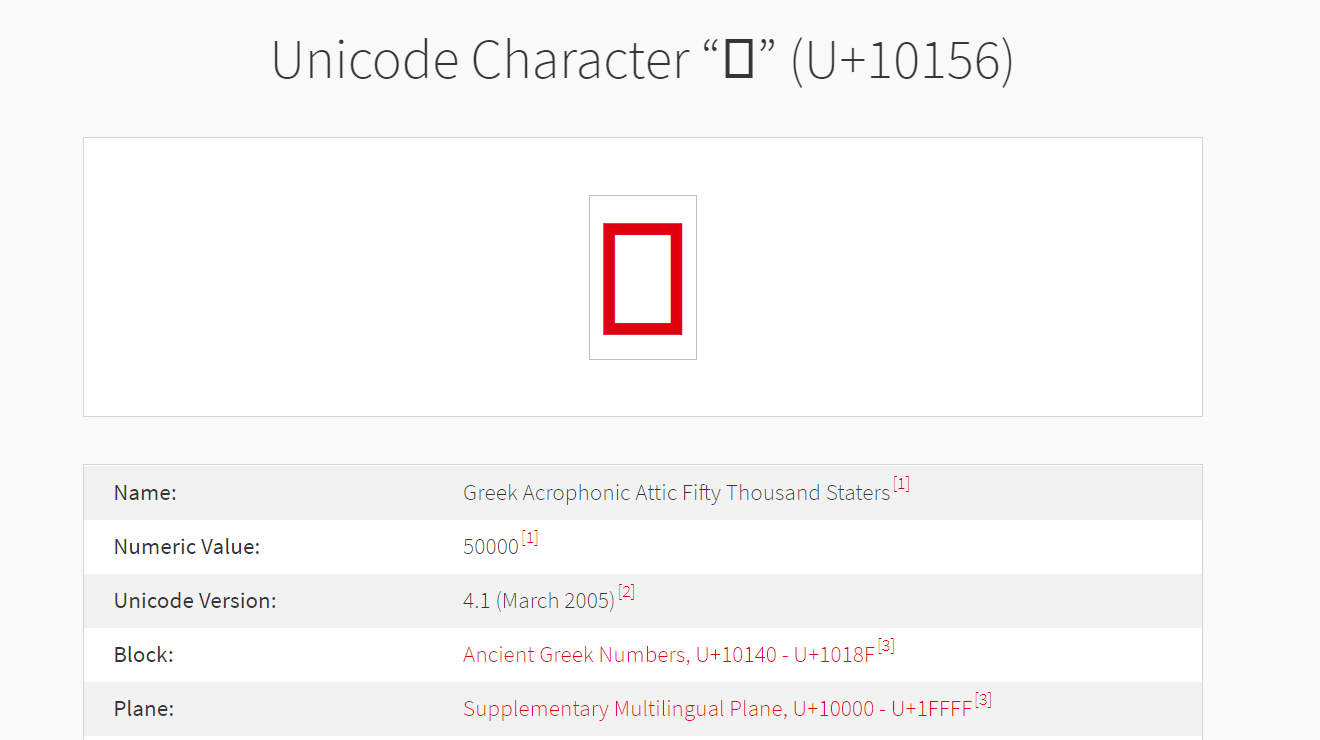 Unicode Character “▯” (U+10156)
▯
Name: Greek Acrophonic Attic Fifty Thousand Staters[1]
Numeric Value: 50000[1]
Unicode Version: 4.1 (March 2005)[2]
Block: Ancient Greek Numbers, U+10140 - U+1018F[3]
Plane: Supplementary Multilingual Plane, U+10000 - U+1FFFF[3]